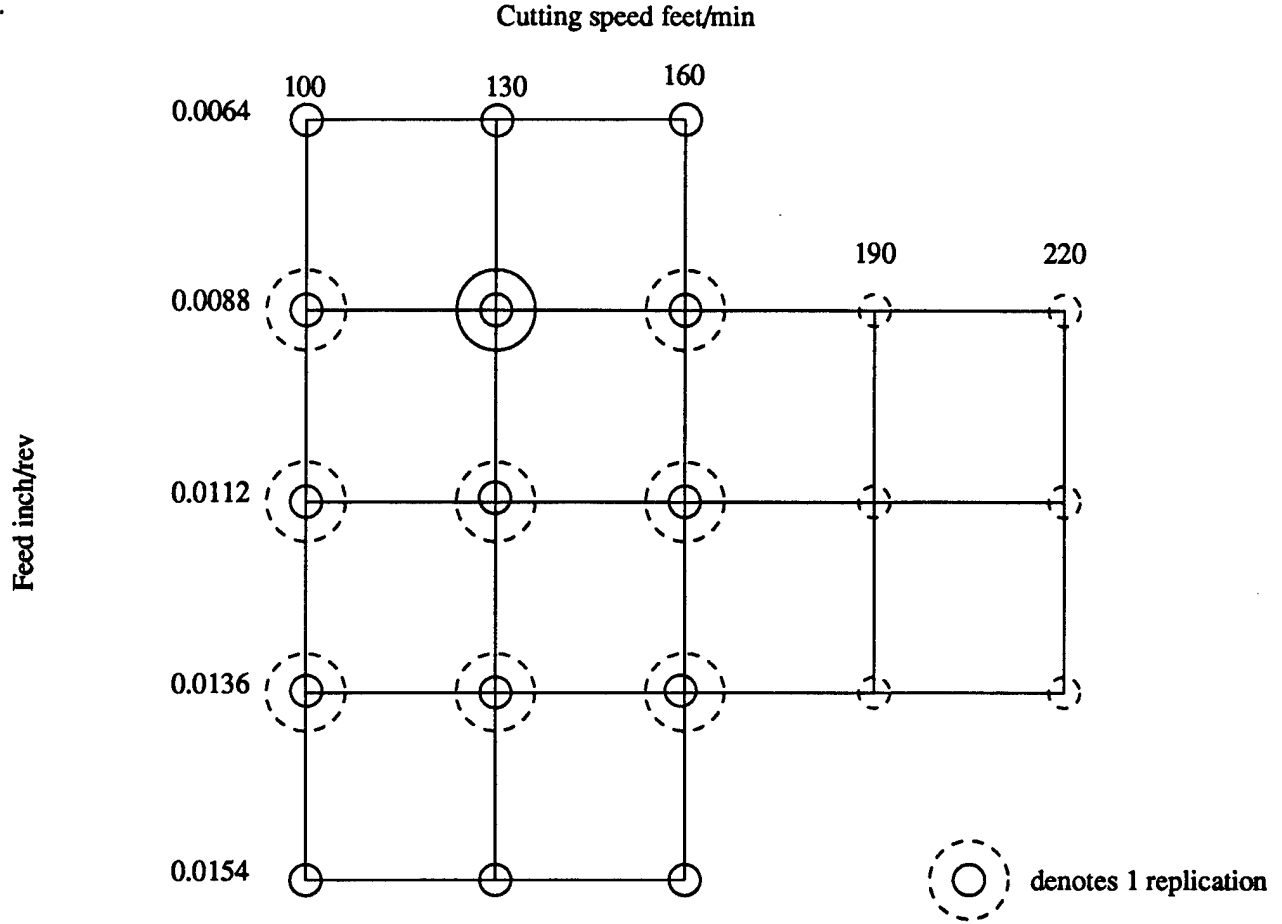 Cutting speed feet/min
100 130 160
0.0064
190 220
0.0088
Feed inch/rev
0.0112
0.0136
0.0154
denotes 1 replication